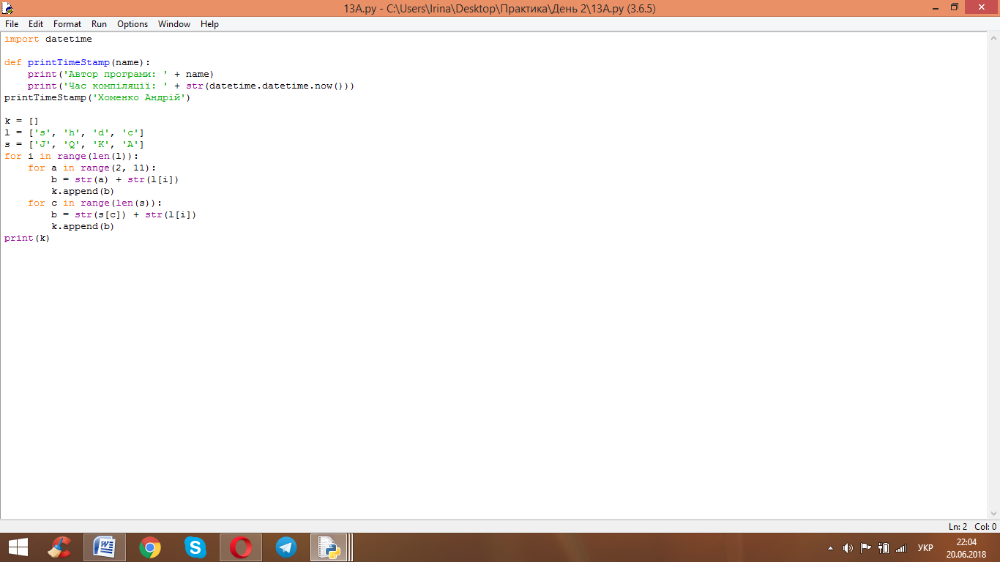 13A.py - C:\Users\Irina\Desktop\Практика\День 2\13A.py (3.6.5)
File Edit Format Run Options Window Help
import datetime
def printTimeStamp(name):
    print('Автор програми: ' + name)
    print('Час компіляції: ' + str(datetime.datetime.now()))
printTimeStamp('Хоменко Андрій')
k = []
l = ['s', 'h', 'd', 'c']
s = ['J', 'Q', 'K', 'A']
for i in range(len(l)):
    for a in range(2, 11):
        b = str(a) + str(l[i])
        k.append(b)
    for c in range(len(s)):
        b = str(s[c]) + str(l[i])
        k.append(b)
print(k)
Ln: 2 Col: 0
УКР
22:04
20.06.2018